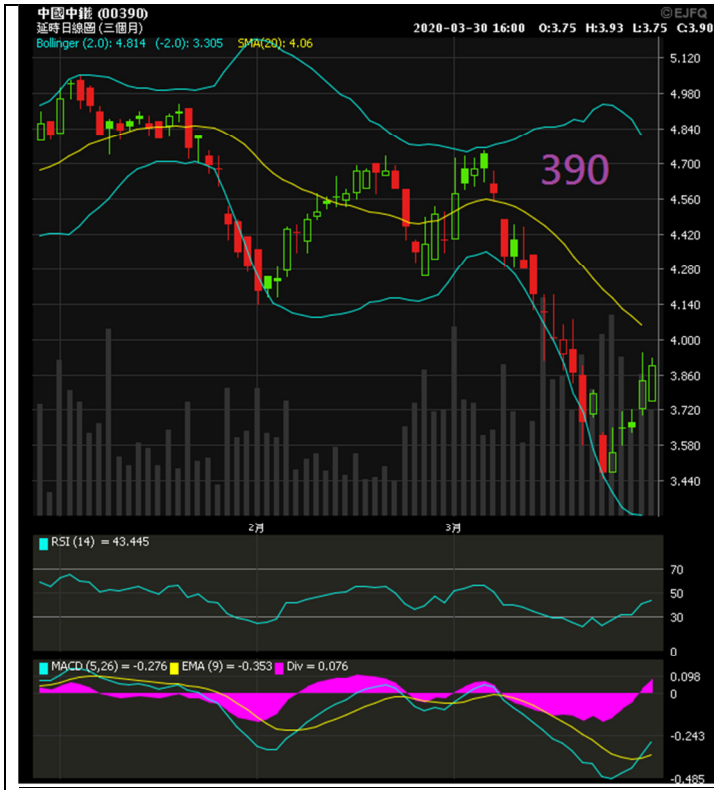 中國中鐵 (00390)
©EJFQ
延時日線圖 (三個月)
2020-03-30 16:00 O:3.75 H:3.93 L:3.75 C:3.90
Bollinger (2.0): 4.814 (-2.0): 3.305 SMA(20): 4.06
5.120
4.980
4.840
390
4.700
4.560
4.420
4.280
4.140
4.000
3.860
3.720
3.580
3.440
2月
3月
RSI (14) = 43.445
70
50
30
0
MACD (5,26) = -0.276 EMA (9) = -0.353 Div = 0.076
0.098
0
-0.243
-0.485